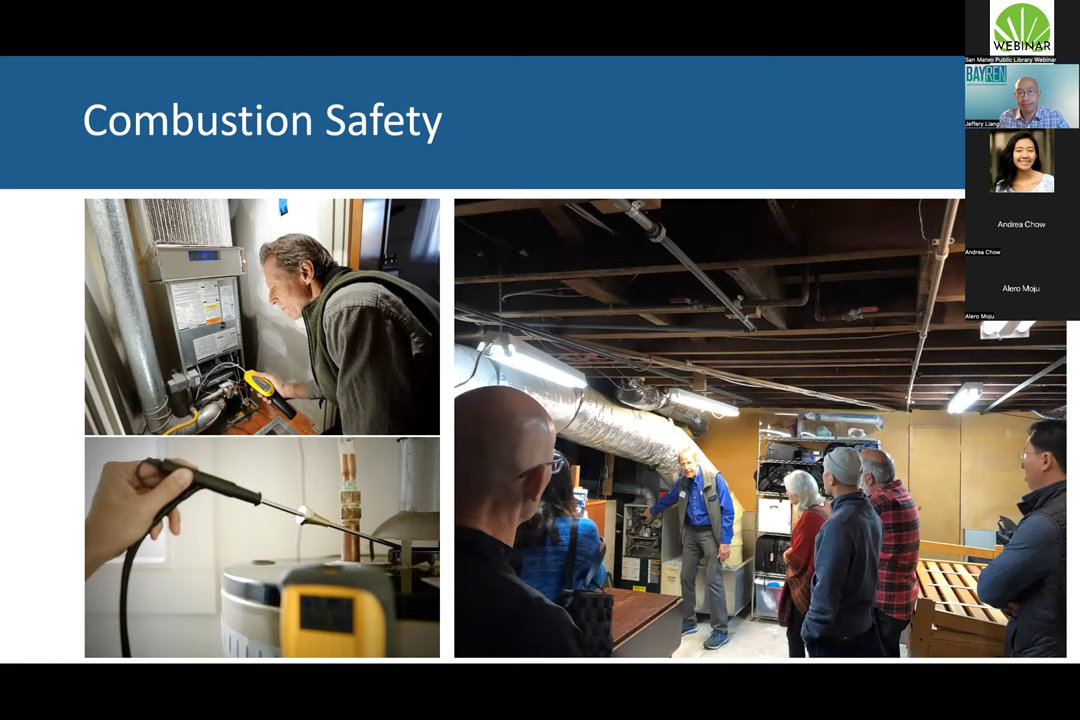 Combustion Safety
WEBINAR
San Mateo Public Library Webinar
BAYREN
Jeffery Liang
Andrea Chow
Andrea Chow
Alero Moju
Alero Moju